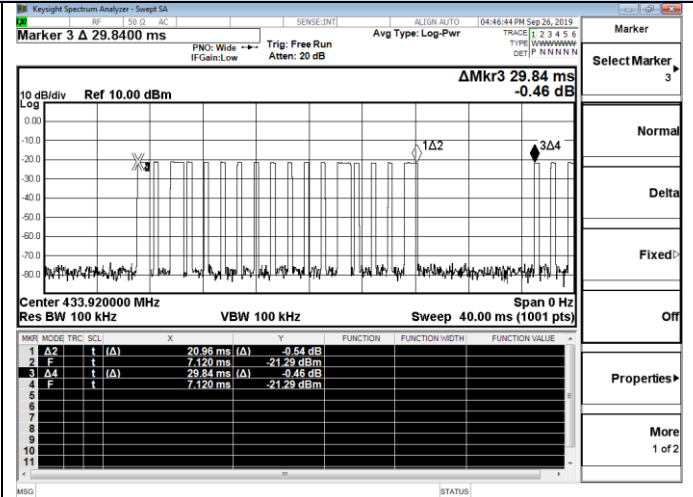 Keysight Spectrum Analyzer - Swept SA
RF 50 Ω AC SENSE:INT ALIGN AUTO 04:46:44 PM Sep 26, 2019
Marker 3 Δ 29.8400 ms
PNO: Wide Trig: Free Run Avg Type: Log-Pwr TRACE 1 2 3 4 5 6
TYPE WWWWWW
IFGain:Low Atten: 20 dB DET P NNNNN
ΔMkr3 29.84 ms
-0.46 dB
10 dB/div Ref 10.00 dBm
Log
0.00
-10.0
-20.0
-30.0
-40.0
-50.0
-60.0
-70.0
-80.0
1Δ2
3Δ4
Center 433.920000 MHz Span 0 Hz
Res BW 100 kHz VBW 100 kHz Sweep 40.00 ms (1001 pts)
MKR MODE TRC SCL X Y FUNCTION FUNCTION WIDTH FUNCTION VALUE
1 Δ2 t (Δ) 20.96 ms (Δ) -0.54 dB
2 F t 7.120 ms -21.29 dBm
3 Δ4 t (Δ) 29.84 ms (Δ) -0.46 dB
4 F t 7.120 ms -21.29 dBm
5
6
7
8
9
10
11
MSG STATUS
Marker
Select Marker
3
Normal
Delta
Fixed
Off
Properties
More
1 of 2